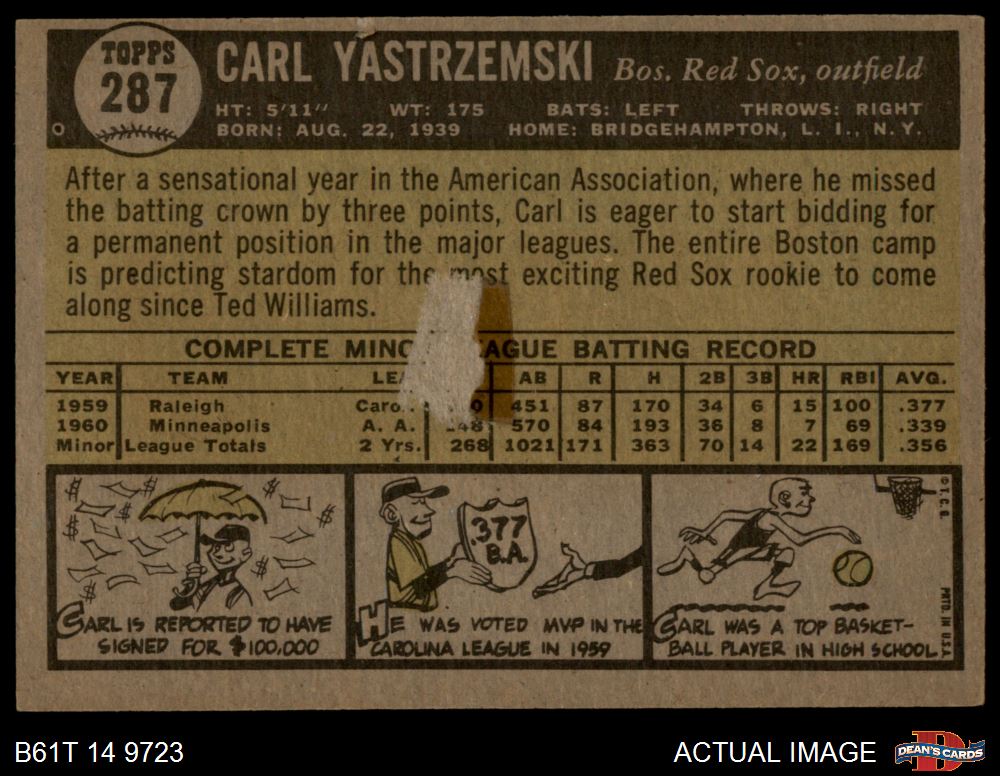 TOPPS
287
CARL YASTRZEMSKI Bos. Red Sox, outfield
HT: 5'11" WT: 175 BATS: LEFT THROWS: RIGHT
BORN: AUG. 22, 1939 HOME: BRIDGEHAMPTON, L. I., N. Y.
After a sensational year in the American Association, where he missed
the batting crown by three points, Carl is eager to start bidding for
a permanent position in the major leagues. The entire Boston camp
is predicting stardom for the most exciting Red Sox rookie to come
along since Ted Williams.
COMPLETE BATTING RECORD
YEAR TEAM AB R H 2B 3B HR RBI AVG.
1959 Raleigh Caro. 451 87 170 34 6 15 100 .377
1960 Minneapolis A. A. 148 570 84 193 36 8 7 69 .339
Minor League Totals 2 Yrs. 268 1021 171 363 70 14 22 169 .356
$ $ $ $
.377
B.A.
© T. C. G.
PRTD. IN U.S.A.
CARL IS REPORTED TO HAVE
SIGNED FOR $100,000
HE WAS VOTED MVP IN THE
CAROLINA LEAGUE IN 1959
CARL WAS A TOP BASKET-
BALL PLAYER IN HIGH SCHOOL.
B61T 14 9723
ACTUAL IMAGE
D
DEAN'S CARDS